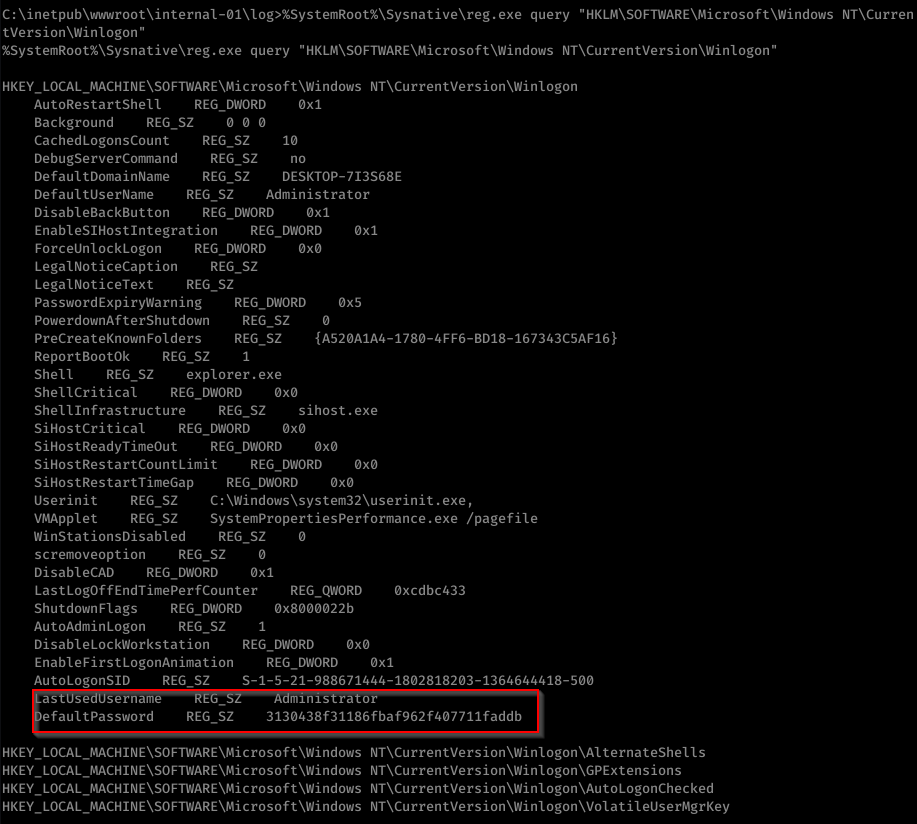 C:\inetpub\wwwroot\internal-01\log>%SystemRoot%\Sysnative\reg.exe query "HKLM\SOFTWARE\Microsoft\Windows NT\Curren
tVersion\Winlogon"
%SystemRoot%\Sysnative\reg.exe query "HKLM\SOFTWARE\Microsoft\Windows NT\CurrentVersion\Winlogon"

HKEY_LOCAL_MACHINE\SOFTWARE\Microsoft\Windows NT\CurrentVersion\Winlogon
    AutoRestartShell    REG_DWORD    0x1
    Background    REG_SZ    0 0 0
    CachedLogonsCount    REG_SZ    10
    DebugServerCommand    REG_SZ    no
    DefaultDomainName    REG_SZ    DESKTOP-7I3S68E
    DefaultUserName    REG_SZ    Administrator
    DisableBackButton    REG_DWORD    0x1
    EnableSIHostIntegration    REG_DWORD    0x1
    ForceUnlockLogon    REG_DWORD    0x0
    LegalNoticeCaption    REG_SZ
    LegalNoticeText    REG_SZ
    PasswordExpiryWarning    REG_DWORD    0x5
    PowerdownAfterShutdown    REG_SZ    0
    PreCreateKnownFolders    REG_SZ    {A520A1A4-1780-4FF6-BD18-167343C5AF16}
    ReportBootOk    REG_SZ    1
    Shell    REG_SZ    explorer.exe
    ShellCritical    REG_DWORD    0x0
    ShellInfrastructure    REG_SZ    sihost.exe
    SiHostCritical    REG_DWORD    0x0
    SiHostReadyTimeOut    REG_DWORD    0x0
    SiHostRestartCountLimit    REG_DWORD    0x0
    SiHostRestartTimeGap    REG_DWORD    0x0
    Userinit    REG_SZ    C:\Windows\system32\userinit.exe,
    VMApplet    REG_SZ    SystemPropertiesPerformance.exe /pagefile
    WinStationsDisabled    REG_SZ    0
    scremoveoption    REG_SZ    0
    DisableCAD    REG_DWORD    0x1
    LastLogOffEndTimePerfCounter    REG_QWORD    0xcdbc433
    ShutdownFlags    REG_DWORD    0x8000022b
    AutoAdminLogon    REG_SZ    1
    DisableLockWorkstation    REG_DWORD    0x0
    EnableFirstLogonAnimation    REG_DWORD    0x1
    AutoLogonSID    REG_SZ    S-1-5-21-988671444-1802818203-1364644418-500
    LastUsedUsername    REG_SZ    Administrator
    DefaultPassword    REG_SZ    3130438f31186fbaf962f407711faddb

HKEY_LOCAL_MACHINE\SOFTWARE\Microsoft\Windows NT\CurrentVersion\Winlogon\AlternateShells
HKEY_LOCAL_MACHINE\SOFTWARE\Microsoft\Windows NT\CurrentVersion\Winlogon\GPExtensions
HKEY_LOCAL_MACHINE\SOFTWARE\Microsoft\Windows NT\CurrentVersion\Winlogon\AutoLogonChecked
HKEY_LOCAL_MACHINE\SOFTWARE\Microsoft\Windows NT\CurrentVersion\Winlogon\VolatileUserMgrKey